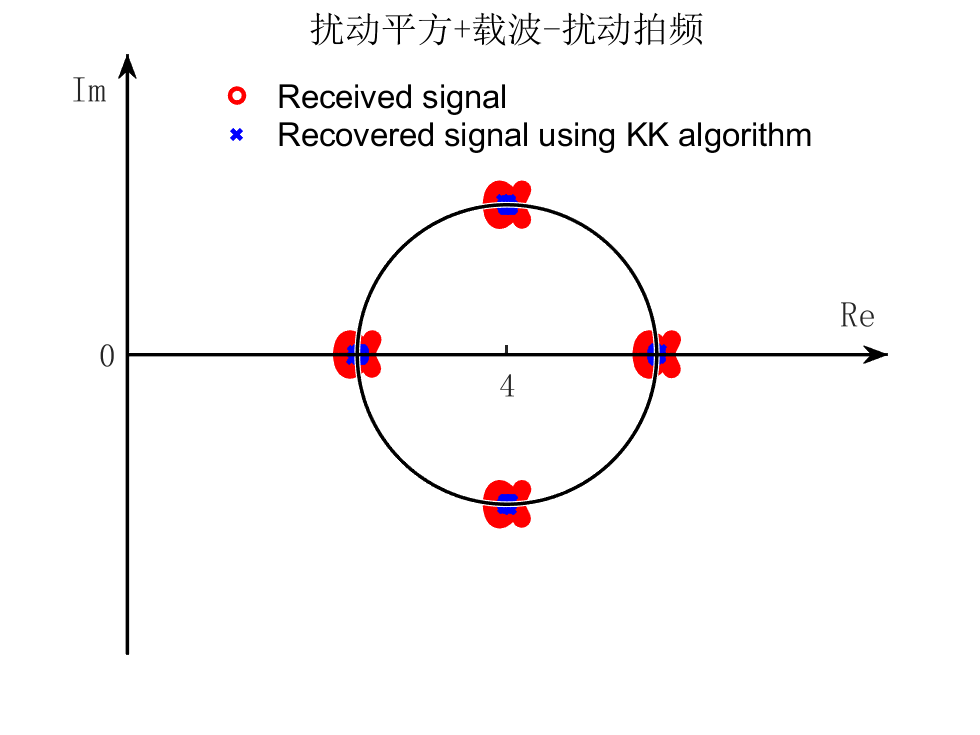 扰动平方+载波-扰动拍频
Im
Received signal
Recovered signal using KK algorithm
Re
0
4